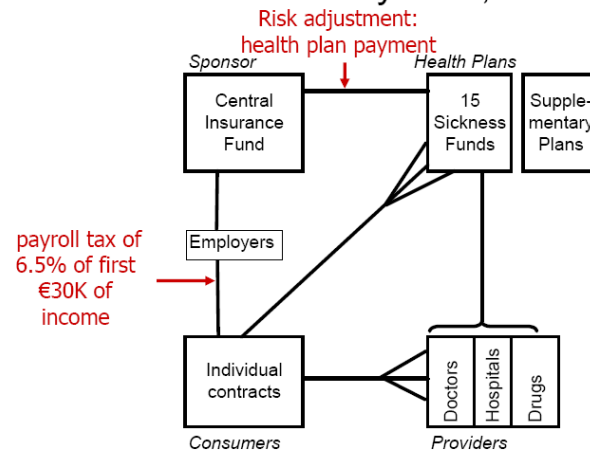 Risk adjustment:
health plan payment
Sponsor
Health Plans
Central
Insurance
Fund
15
Sickness
Funds
Supple-
mentary
Plans
payroll tax of
6.5% of first
€30K of
income
Employers
Individual
contracts
Doctors
Hospitals
Drugs
Consumers
Providers